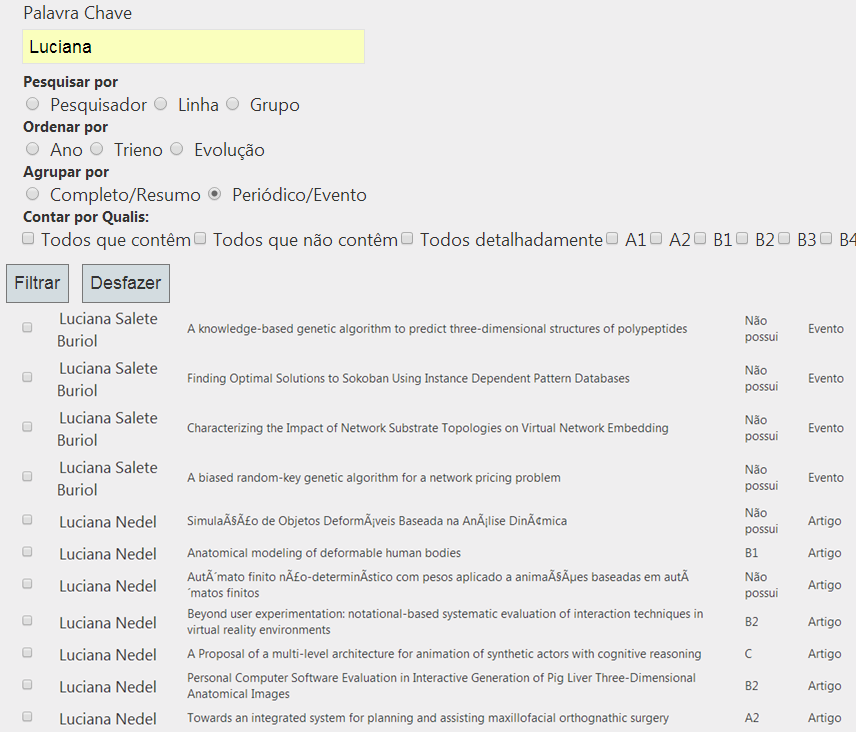 Palavra Chave
Luciana
Pesquisar por
Pesquisador Linha Grupo
Ordenar por
Ano Trieno Evolução
Agrupar por
Completo/Resumo Periódico/Evento
Contar por Qualis:
Todos que contêm Todos que não contêm Todos detalhadamente A1 A2 B1 B2 B3 B4
Filtrar Desfazer
Luciana Salete Buriol A knowledge-based genetic algorithm to predict three-dimensional structures of polypeptides Não possui Evento
Luciana Salete Buriol Finding Optimal Solutions to Sokoban Using Instance Dependent Pattern Databases Não possui Evento
Luciana Salete Buriol Characterizing the Impact of Network Substrate Topologies on Virtual Network Embedding Não possui Evento
Luciana Salete Buriol A biased random-key genetic algorithm for a network pricing problem Não possui Evento
Luciana Nedel SimulaÃ§Ã£o de Objetos DeformÃ¡veis Baseada na AnÃ¡lise DinÃ¢mica Não possui Artigo
Luciana Nedel Anatomical modeling of deformable human bodies B1 Artigo
Luciana Nedel AutÃ´mato finito nÃ£o-determinÃ­stico com pesos aplicado a animaÃ§Ãµes baseadas em autÃ´matos finitos Não possui Artigo
Luciana Nedel Beyond user experimentation: notational-based systematic evaluation of interaction techniques in virtual reality environments B2 Artigo
Luciana Nedel A Proposal of a multi-level architecture for animation of synthetic actors with cognitive reasoning C Artigo
Luciana Nedel Personal Computer Software Evaluation in Interactive Generation of Pig Liver Three-Dimensional Anatomical Images B2 Artigo
Luciana Nedel Towards an integrated system for planning and assisting maxillofacial orthognathic surgery A2 Artigo